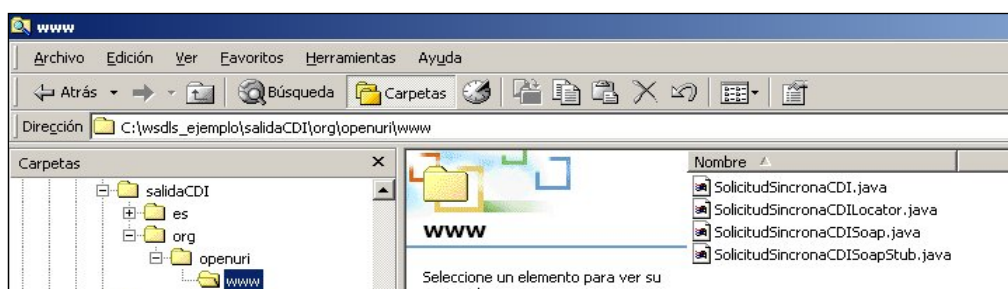 www
Archivo Edición Ver Favoritos Herramientas Ayuda
Atrás Búsqueda Carpetas
Dirección C:\wsdls_ejemplo\salidaCDI\org\openuri\www
Carpetas
salidaCDI
es
org
openuri
www
www
Seleccione un elemento para ver su
Nombre
SolicitudSincronaCDI.java
SolicitudSincronaCDILocator.java
SolicitudSincronaCDISoap.java
SolicitudSincronaCDISoapStub.java